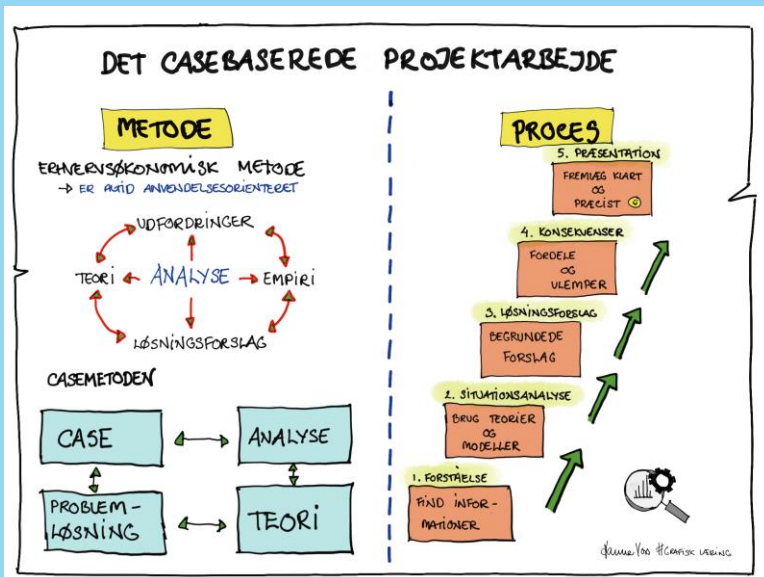 DET CASEBASEREDE PROJEKTARBEJDE
METODE
ERHVERVSØKONOMISK METODE
→ ER ALTID ANVENDELSESORIENTERET
UDFORDRINGER
TEORI
ANALYSE
EMPIRI
LØSNINGSFORSLAG
CASEMETODEN
CASE
ANALYSE
PROBLEM-
LØSNING
TEORI
PROCES
5. PRÆSENTATION
FREMLÆG KLART
OG
PRÆCIST
4. KONSEKVENSER
FORDELE
OG
ULEMPER
3. LØSNINGSFORSLAG
BEGRUNDEDE
FORSLAG
2. SITUATIONSANALYSE
BRUG TEORIER
OG
MODELLER
1. FORSTÅELSE
FIND INFOR-
MATIONER
#GRAFISK LÆRING